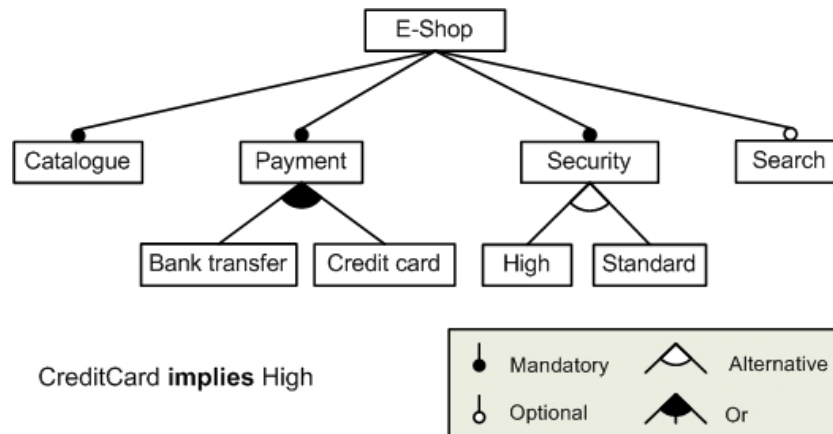 E-Shop
Catalogue
Payment
Security
Search
Bank transfer
Credit card
High
Standard
CreditCard implies High
Mandatory
Alternative
Optional
Or